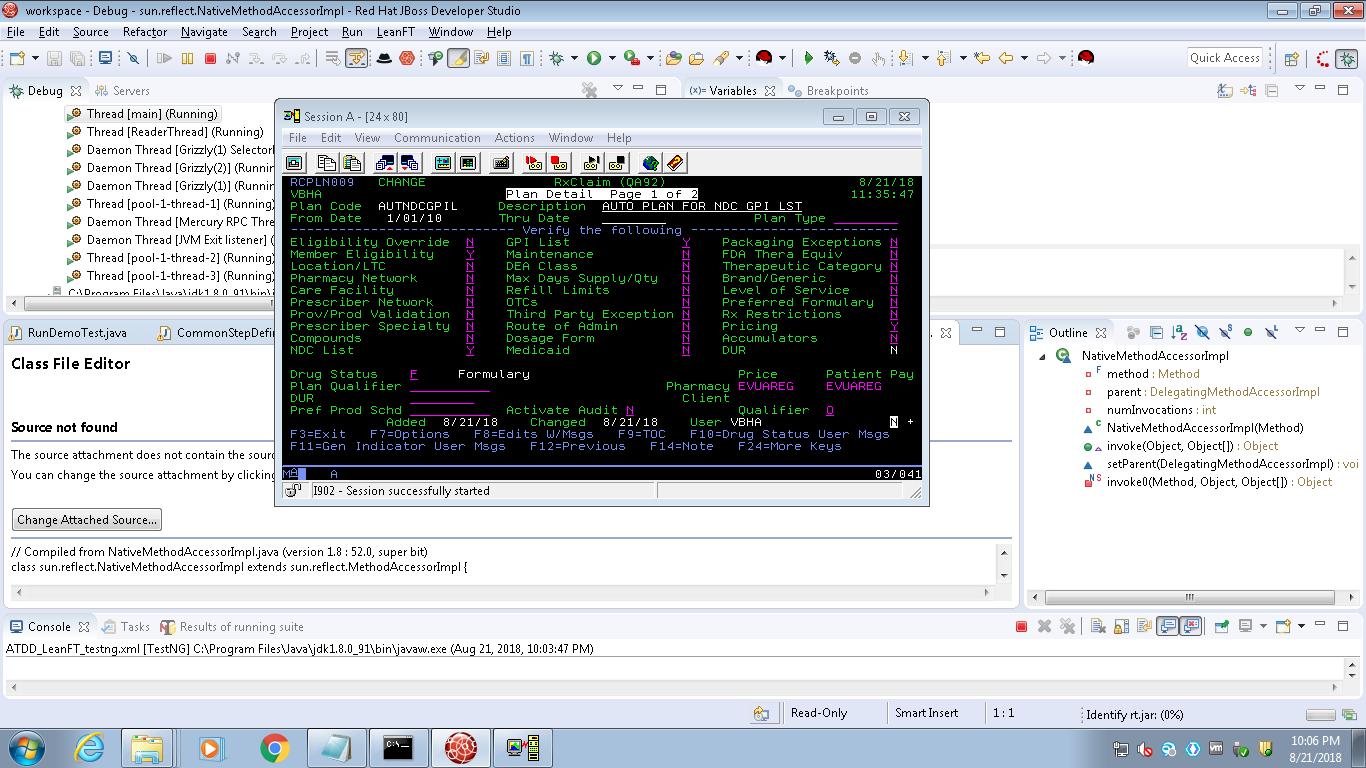 workspace - Debug - sun.reflect.NativeMethodAccessorImpl - Red Hat JBoss Developer Studio
File Edit Source Refactor Navigate Search Project Run LeanFT Window Help
Quick Access
Debug Servers
(x)= Variables Breakpoints
Thread [main] (Running)
Thread [ReaderThread] (Running)
Daemon Thread [Grizzly(1) Selector
Daemon Thread [Grizzly(2)] (Runnin
Daemon Thread [Grizzly(1)] (Runnin
Thread [pool-1-thread-1] (Running)
Daemon Thread [Mercury RPC Thre
Daemon Thread [JVM Exit listener] (
Thread [pool-1-thread-2] (Running)
Thread [pool-1-thread-3] (Running)
C:\Program Files\Java\jdk1.8.0_91\bin\
Session A - [24 x 80]
File Edit View Communication Actions Window Help
RCPLN009 CHANGE RxClaim (QA92) 8/21/18
VBHA Plan Detail Page 1 of 2 11:35:47
Plan Code AUTNDCGPIL Description AUTO PLAN FOR NDC GPI LST
From Date 1/01/10 Thru Date Plan Type
Verify the following
Eligibility Override N GPI List Y Packaging Exceptions N
Member Eligibility Y Maintenance N FDA Thera Equiv N
Location/LTC N DEA Class N Therapeutic Category N
Pharmacy Network N Max Days Supply/Qty N Brand/Generic N
Care Facility N Refill Limits N Level of Service N
Prescriber Network N OTCs N Preferred Formulary N
Prov/Prod Validation N Third Party Exception N Rx Restrictions N
Prescriber Specialty N Route of Admin N Pricing Y
Compounds N Dosage Form N Accumulators N
NDC List Y Medicaid N DUR N
Drug Status F Formulary Price Patient Pay
Plan Qualifier Pharmacy EVUAREG EVUAREG
DUR Client
Pref Prod Schd Activate Audit N Qualifier O
Added 8/21/18 Changed 8/21/18 User VBHA N +
F3=Exit F7=Options F8=Edits W/Msgs F9=TOC F10=Drug Status User Msgs
F11=Gen Indicator User Msgs F12=Previous F14=Note F24=More Keys
MA A 03/041
I902 - Session successfully started
RunDemoTest.java CommonStepDefin
Class File Editor
Source not found
The source attachment does not contain the sourc
You can change the source attachment by clicking
Change Attached Source...
// Compiled from NativeMethodAccessorImpl.java (version 1.8 : 52.0, super bit)
class sun.reflect.NativeMethodAccessorImpl extends sun.reflect.MethodAccessorImpl {
Outline
NativeMethodAccessorImpl
method : Method
parent : DelegatingMethodAccessorImpl
numInvocations : int
NativeMethodAccessorImpl(Method)
invoke(Object, Object[]) : Object
setParent(DelegatingMethodAccessorImpl) : voi
invoke0(Method, Object, Object[]) : Object
Console Tasks Results of running suite
ATDD_LeanFT_testng.xml [TestNG] C:\Program Files\Java\jdk1.8.0_91\bin\javaw.exe (Aug 21, 2018, 10:03:47 PM)
Read-Only Smart Insert 1 : 1 Identify rt.jar: (0%)
10:06 PM
8/21/2018